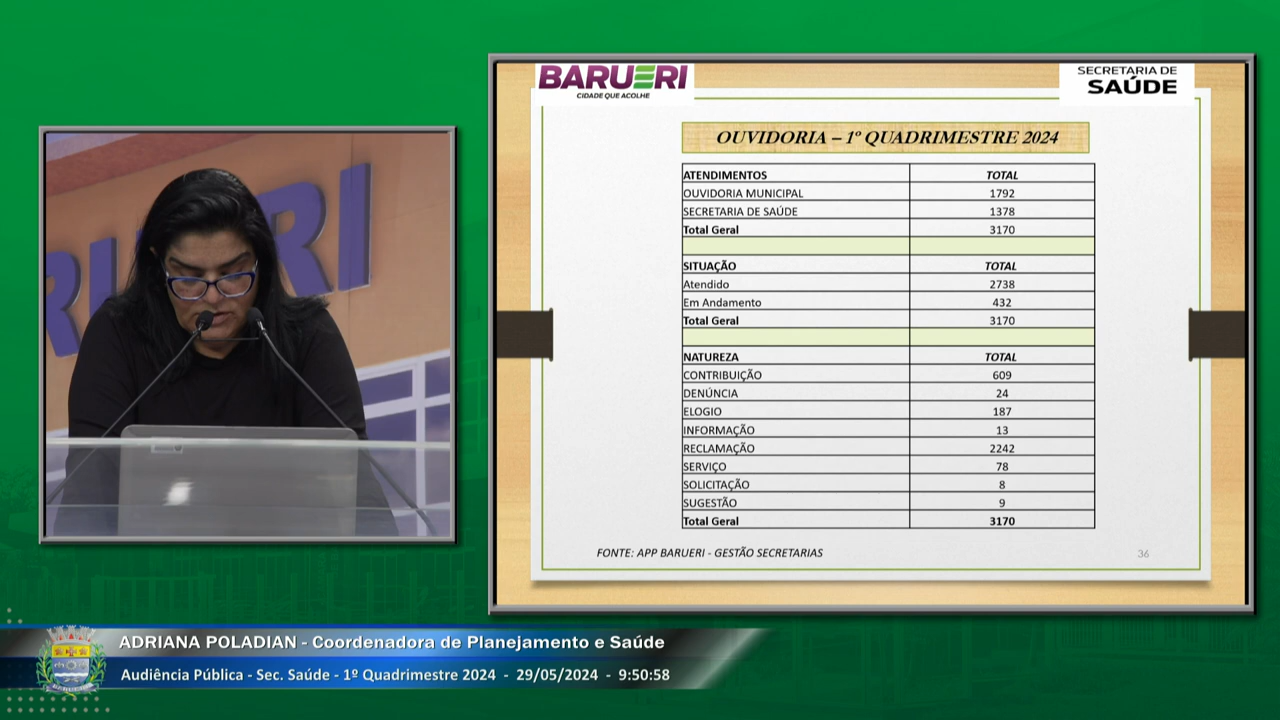 BARUERI
CIDADE QUE ACOLHE
SECRETARIA DE
SAÚDE
OUVIDORIA – 1º QUADRIMESTRE 2024
ATENDIMENTOS TOTAL
OUVIDORIA MUNICIPAL 1792
SECRETARIA DE SAÚDE 1378
Total Geral 3170
SITUAÇÃO TOTAL
Atendido 2738
Em Andamento 432
Total Geral 3170
NATUREZA TOTAL
CONTRIBUIÇÃO 609
DENÚNCIA 24
ELOGIO 187
INFORMAÇÃO 13
RECLAMAÇÃO 2242
SERVIÇO 78
SOLICITAÇÃO 8
SUGESTÃO 9
Total Geral 3170
FONTE: APP BARUERI - GESTÃO SECRETARIAS
36
ADRIANA POLADIAN - Coordenadora de Planejamento e Saúde
Audiência Pública - Sec. Saúde - 1º Quadrimestre 2024 - 29/05/2024 - 9:50:58